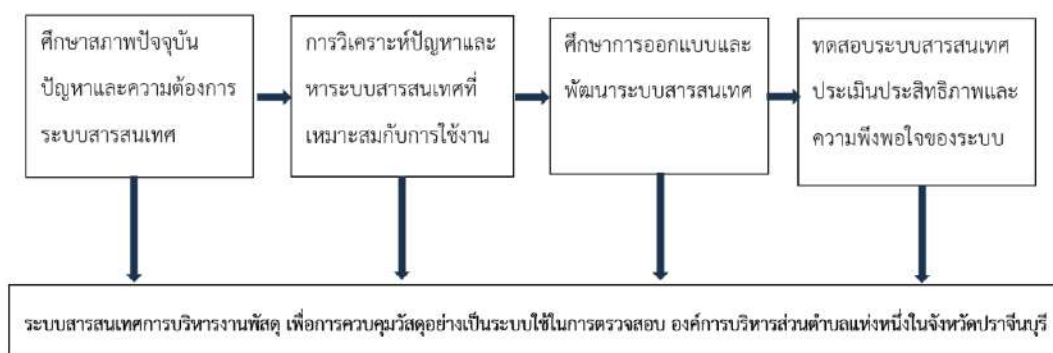 ศึกษาสภาพปัจจุบัน
ปัญหาและความต้องการ
ระบบสารสนเทศ
การวิเคราะห์ปัญหาและ
หาระบบสารสนเทศที่
เหมาะสมกับการใช้งาน
ศึกษาการออกแบบและ
พัฒนาระบบสารสนเทศ
ทดสอบระบบสารสนเทศ
ประเมินประสิทธิภาพและ
ความพึงพอใจของระบบ
ระบบสารสนเทศการบริหารงานพัสดุ เพื่อการควบคุมวัสดุอย่างเป็นระบบใช้ในการตรวจสอบ องค์การบริหารส่วนตำบลแห่งหนึ่งในจังหวัดปราจีนบุรี